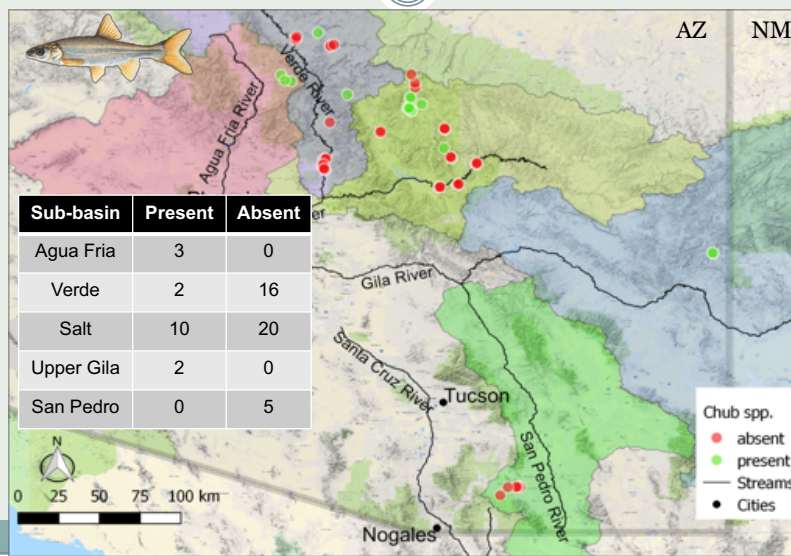 AZ NM
Verde River
Agua Fria River
Sub-basin Present Absent
Agua Fria 3 0
Verde 2 16
Salt 10 20
Upper Gila 2 0
San Pedro 0 5
Gila River
Santa Cruz River
Tucson
San Pedro River
Nogales
Chub spp.
absent
present
Streams
Cities
N
0 25 50 75 100 km